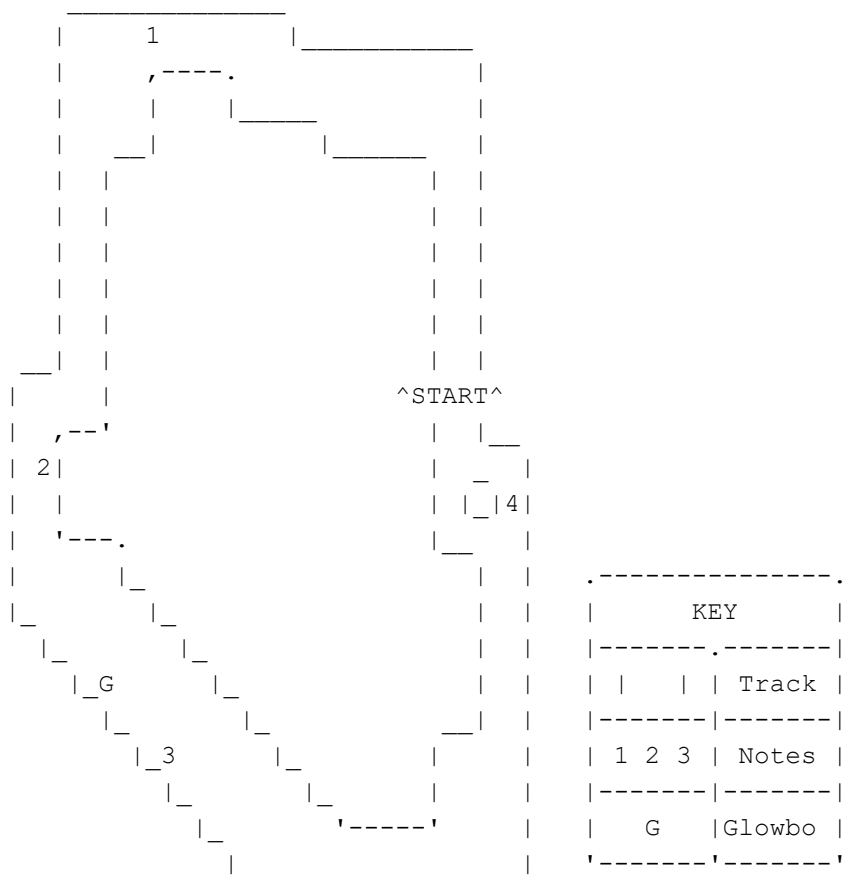 1
^START^
2
4
KEY
G
Track
3
1 2 3
Notes
G
Glowbo